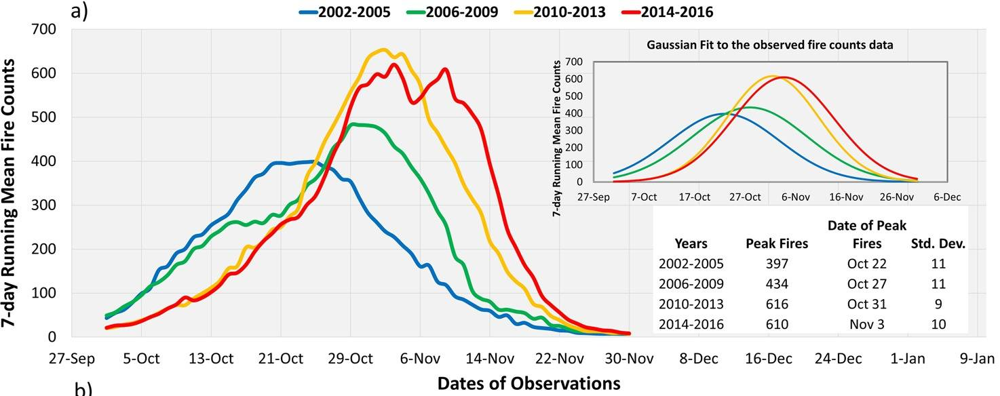 a)
2002-2005 2006-2009 2010-2013 2014-2016
7-day Running Mean Fire Counts
700
600
500
400
300
200
100
0
27-Sep 5-Oct 13-Oct 21-Oct 29-Oct 6-Nov 14-Nov 22-Nov 30-Nov 8-Dec 16-Dec 24-Dec 1-Jan 9-Jan
Dates of Observations
Gaussian Fit to the observed fire counts data
7-day Running Mean Fire Counts
700
600
500
400
300
200
100
0
27-Sep 7-Oct 17-Oct 27-Oct 6-Nov 16-Nov 26-Nov 6-Dec
Date of Peak
Years Peak Fires Fires Std. Dev.
2002-2005 397 Oct 22 11
2006-2009 434 Oct 27 11
2010-2013 616 Oct 31 9
2014-2016 610 Nov 3 10
b)